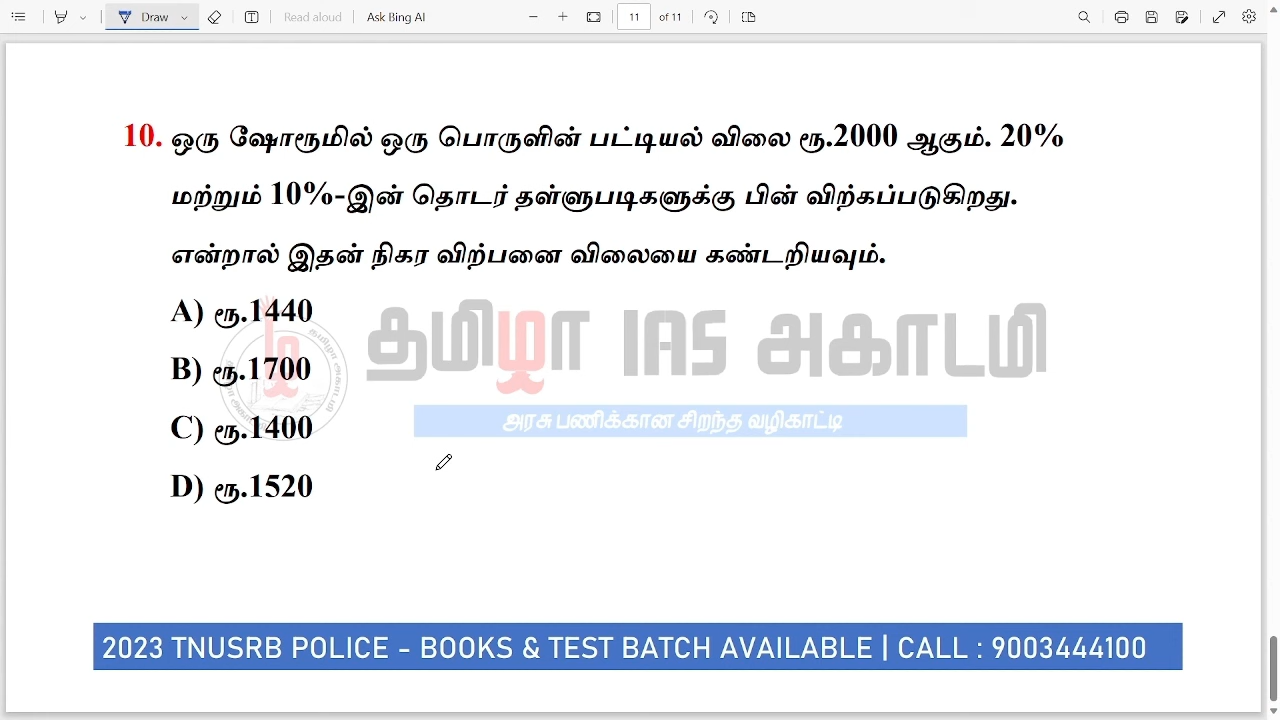 Draw
Read aloud
Ask Bing AI
11 of 11
10. ஒரு ஷோரூமில் ஒரு பொருளின் பட்டியல் விலை ரூ.2000 ஆகும். 20%
மற்றும் 10%-இன் தொடர் தள்ளுபடிகளுக்கு பின் விற்கப்படுகிறது.
என்றால் இதன் நிகர விற்பனை விலையை கண்டறியவும்.
A) ரூ.1440
B) ரூ.1700
C) ரூ.1400
D) ரூ.1520
தமிழா IAS அகாடமி
அரசு பணிக்கான சிறந்த வழிகாட்டி
2023 TNUSRB POLICE - BOOKS & TEST BATCH AVAILABLE | CALL : 9003444100